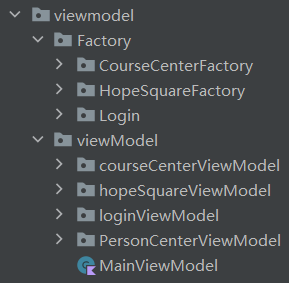 viewmodel
Factory
CourseCenterFactory
HopeSquareFactory
Login
viewModel
courseCenterViewModel
hopeSquareViewModel
loginViewModel
PersonCenterViewModel
MainViewModel